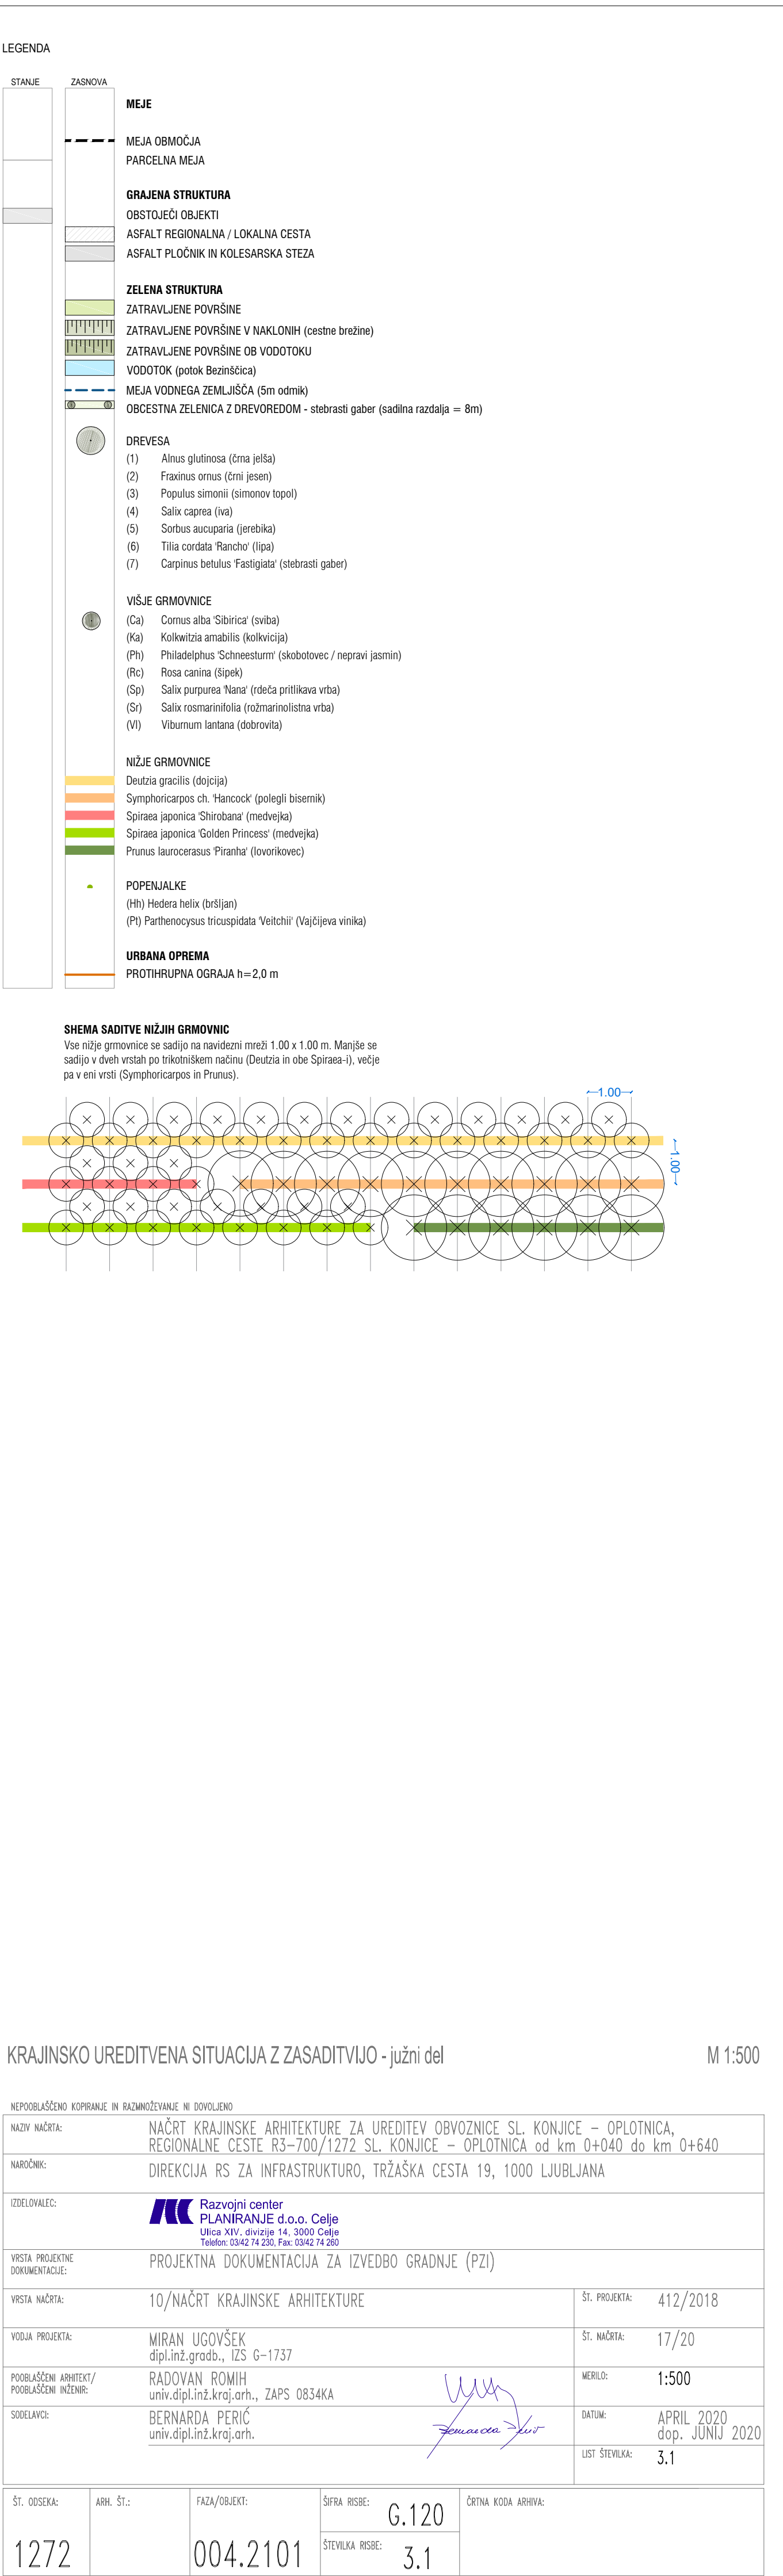 LEGENDA
STANJE ZASNOVA
MEJE
MEJA OBMOČJA
PARCELNA MEJA
GRAJENA STRUKTURA
OBSTOJEČI OBJEKTI
ASFALT REGIONALNA / LOKALNA CESTA
ASFALT PLOČNIK IN KOLESARSKA STEZA
ZELENA STRUKTURA
ZATRAVLJENE POVRŠINE
ZATRAVLJENE POVRŠINE V NAKLONIH (cestne brežine)
ZATRAVLJENE POVRŠINE OB VODOTOKU
VODOTOK (potok Bezinščica)
MEJA VODNEGA ZEMLJIŠČA (5m odmik)
OBCESTNA ZELENICA Z DREVOREDOM - stebrasti gaber (sadilna razdalja = 8m)
DREVESA
(1) Alnus glutinosa (črna jelša)
(2) Fraxinus ornus (črni jesen)
(3) Populus simonii (simonov topol)
(4) Salix caprea (iva)
(5) Sorbus aucuparia (jerebika)
(6) Tilia cordata 'Rancho' (lipa)
(7) Carpinus betulus 'Fastigiata' (stebrasti gaber)
VIŠJE GRMOVNICE
(Ca) Cornus alba 'Sibirica' (sviba)
(Ka) Kolkwitzia amabilis (kolkvicija)
(Ph) Philadelphus 'Schneesturm' (skobotovec / nepravi jasmin)
(Rc) Rosa canina (šipek)
(Sp) Salix purpurea 'Nana' (rdeča pritlikava vrba)
(Sr) Salix rosmarinifolia (rožmarinolistna vrba)
(Vl) Viburnum lantana (dobrovita)
NIŽJE GRMOVNICE
Deutzia gracilis (dojcija)
Symphoricarpos ch. 'Hancock' (polegli bisernik)
Spiraea japonica 'Shirobana' (medvejka)
Spiraea japonica 'Golden Princess' (medvejka)
Prunus laurocerasus 'Piranha' (lovorikovec)
POPENJALKE
(Hh) Hedera helix (bršljan)
(Pt) Parthenocysus tricuspidata 'Veitchii' (Vajčijeva vinika)
URBANA OPREMA
PROTIHRUPNA OGRAJA h=2,0 m
SHEMA SADITVE NIŽJIH GRMOVNIC
Vse nižje grmovnice se sadijo na navidezni mreži 1.00 x 1.00 m. Manjše se
sadijo v dveh vrstah po trikotniškem načinu (Deutzia in obe Spiraea-i), večje
pa v eni vrsti (Symphoricarpos in Prunus).
1.00
1.00
KRAJINSKO UREDITVENA SITUACIJA Z ZASADITVIJO - južni del M 1:500
NEPOOBLAŠČENO KOPIRANJE IN RAZMNOŽEVANJE NI DOVOLJENO
NAZIV NAČRTA: NAČRT KRAJINSKE ARHITEKTURE ZA UREDITEV OBVOZNICE SL. KONJICE – OPLOTNICA,
REGIONALNE CESTE R3-700/1272 SL. KONJICE – OPLOTNICA od km 0+040 do km 0+640
NAROČNIK: DIREKCIJA RS ZA INFRASTRUKTURO, TRŽAŠKA CESTA 19, 1000 LJUBLJANA
IZDELOVALEC: Razvojni center
PLANIRANJE d.o.o. Celje
Ulica XIV. divizije 14, 3000 Celje
Telefon: 03/42 74 230, Fax: 03/42 74 260
VRSTA PROJEKTNE
DOKUMENTACIJE: PROJEKTNA DOKUMENTACIJA ZA IZVEDBO GRADNJE (PZI)
VRSTA NAČRTA: 10/NAČRT KRAJINSKE ARHITEKTURE ŠT. PROJEKTA: 412/2018
VODJA PROJEKTA: MIRAN UGOVŠEK ŠT. NAČRTA: 17/20
dipl.inž.gradb., IZS G-1737
POOBLAŠČENI ARHITEKT/
POOBLAŠČENI INŽENIR: RADOVAN ROMIH MERILO: 1:500
univ.dipl.inž.kraj.arh., ZAPS 0834KA
SODELAVCI: BERNARDA PERIĆ DATUM: APRIL 2020
univ.dipl.inž.kraj.arh. dop. JUNIJ 2020
LIST ŠTEVILKA: 3.1
ŠT. ODSEKA: ARH. ŠT.: FAZA/OBJEKT: ŠIFRA RISBE: G.120 ČRTNA KODA ARHIVA:
1272 004.2101 ŠTEVILKA RISBE: 3.1